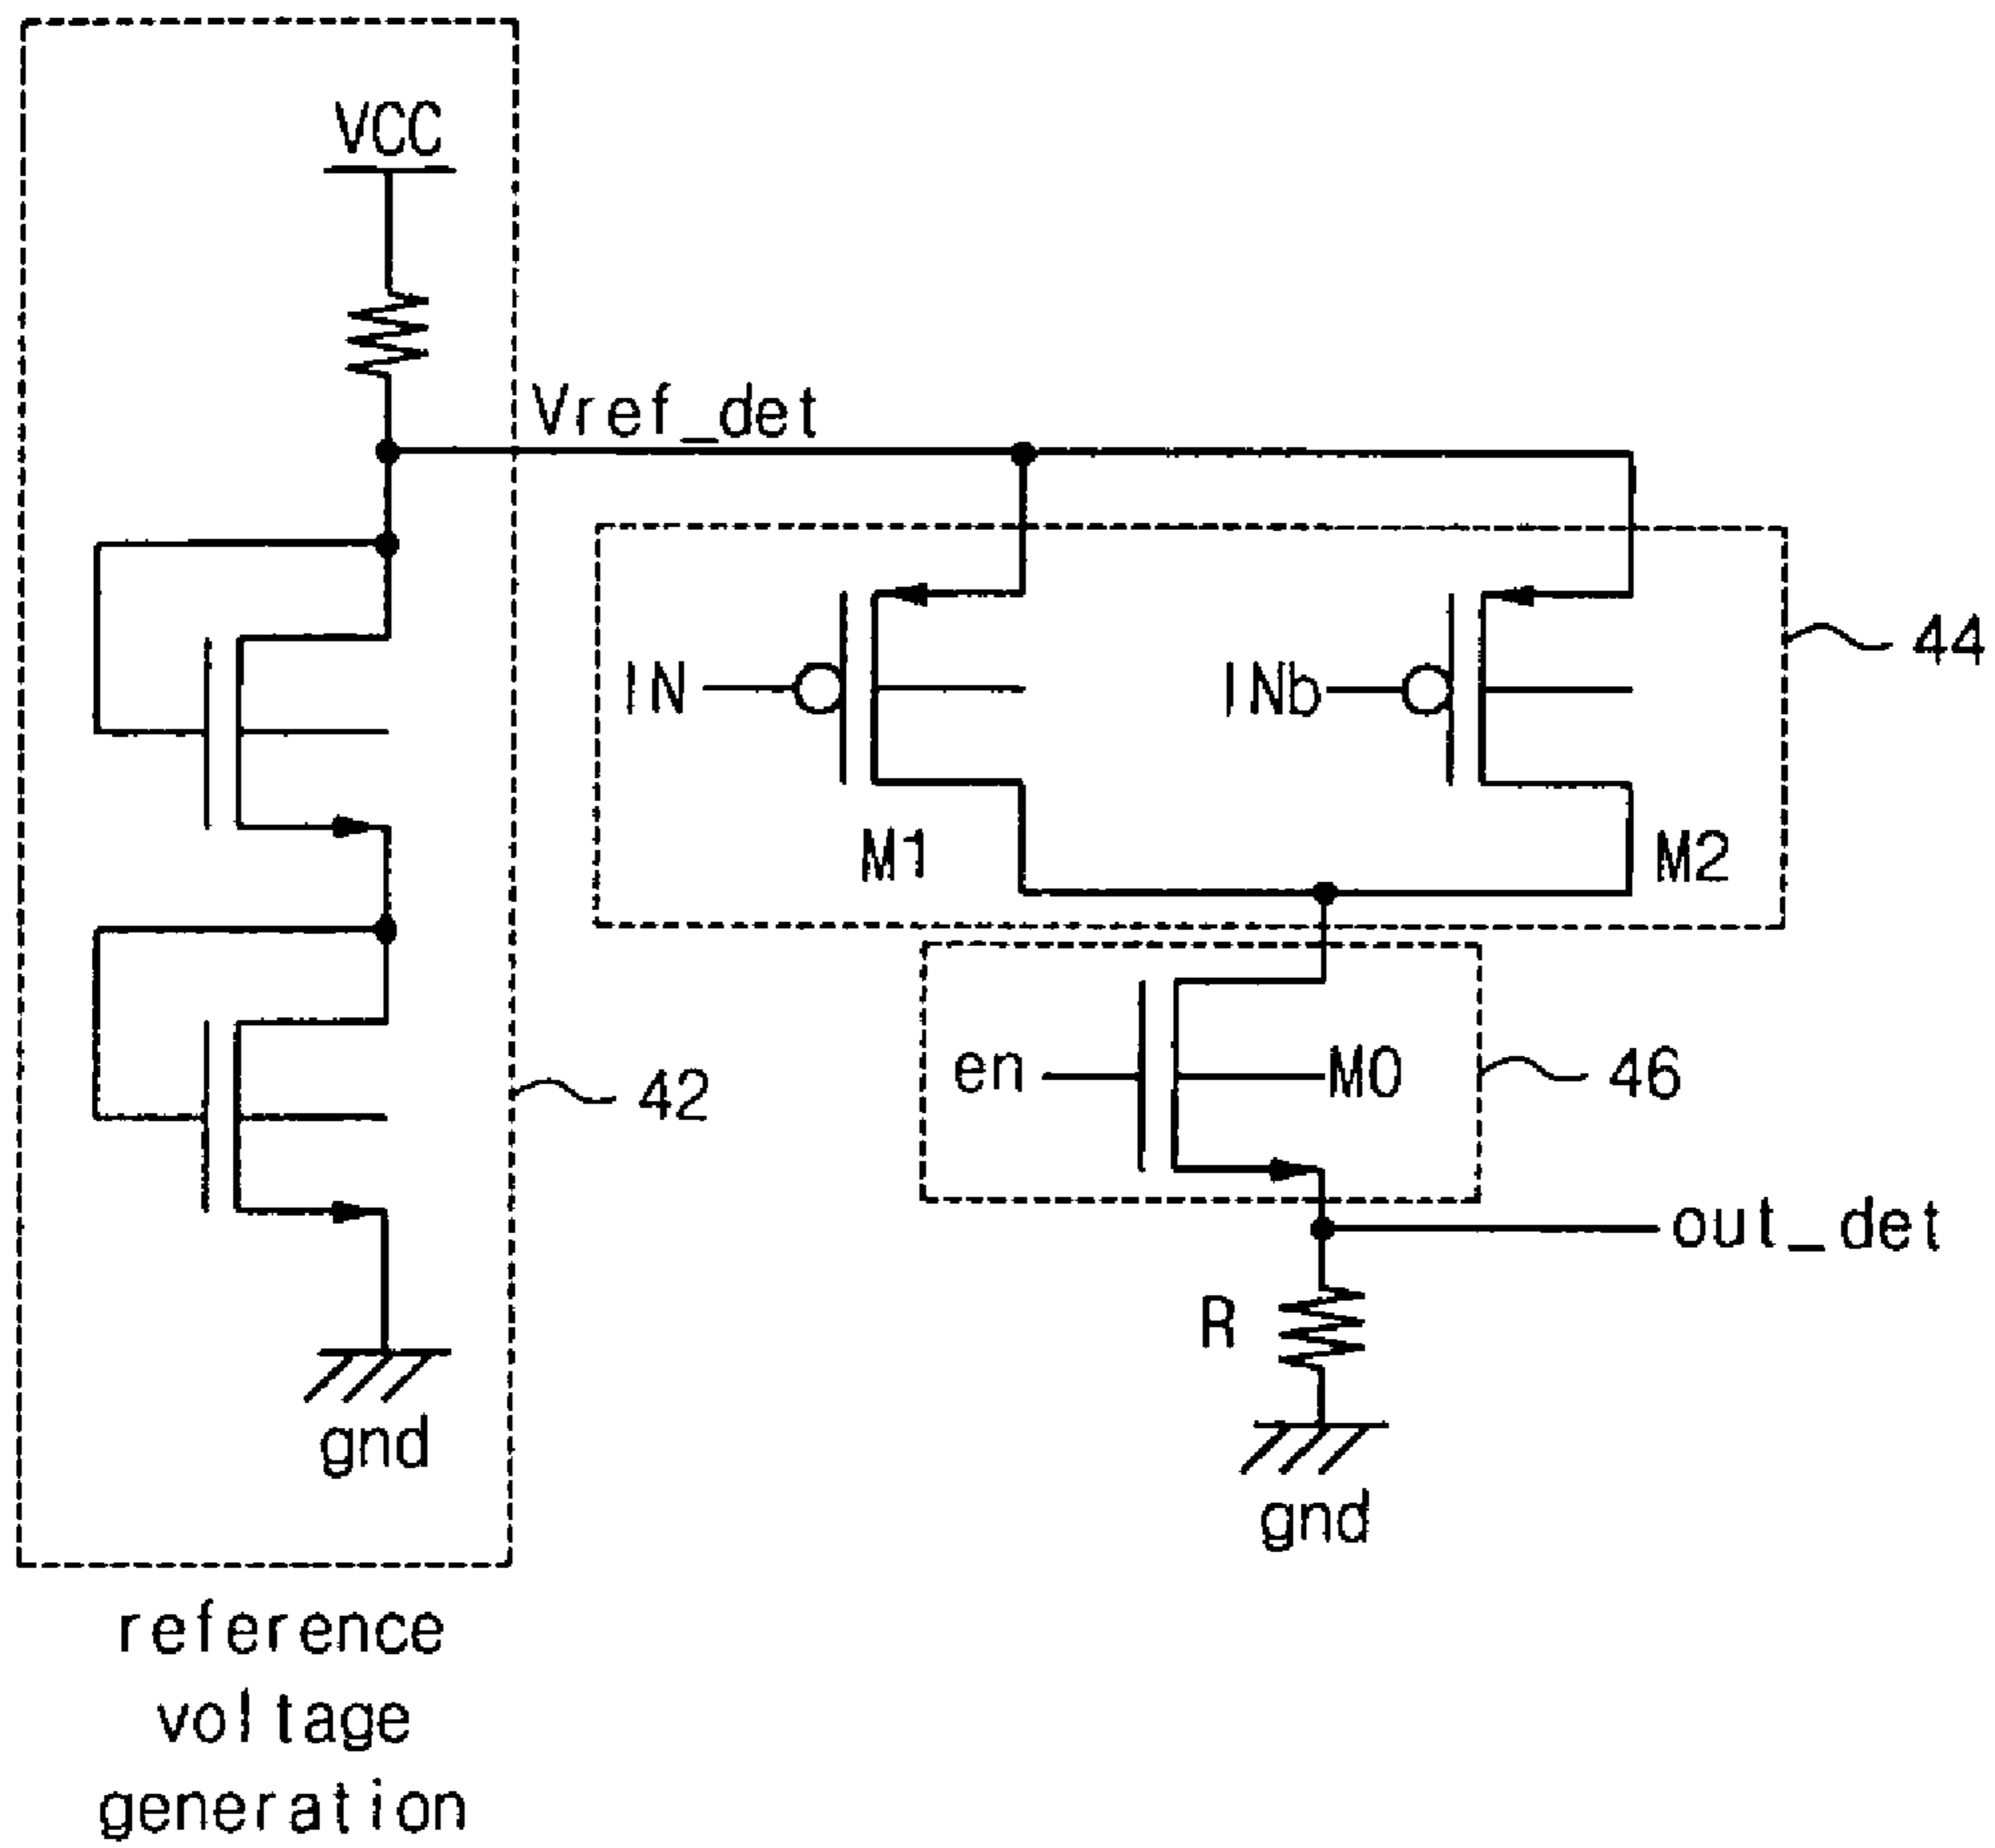 VCC
Vref_det
IN
INb
44
M1
M2
42
en
M0
46
out_det
R
gnd
gnd
reference
voltage
generation